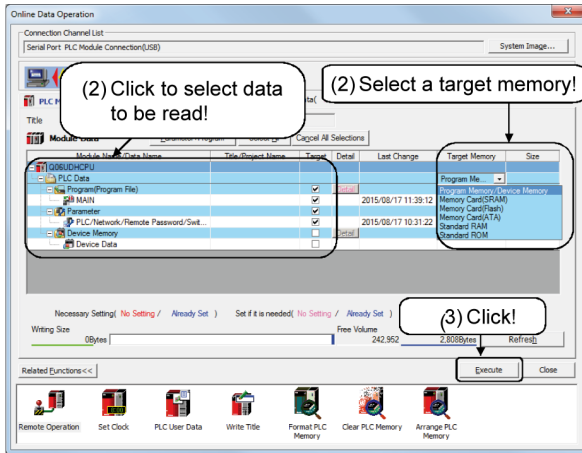 Online Data Operation
Connection Channel List
Serial Port PLC Module Connection(USB)
System Image...
(2) Click to select data
to be read!
(2) Select a target memory!
PLC M
ata(
Title
Module Data
Parameter+Program
Select All
Cancel All Selections
Module Name/Data Name
Title/Project Name
Target
Detail
Last Change
Target Memory
Size
Q06UDHCPU
PLC Data
Program Me...
Program(Program File)
Detail
Program Memory/Device Memory
MAIN
2015/08/17 11:39:12
Memory Card(SRAM)
Parameter
Memory Card(Flash)
Memory Card(ATA)
PLC/Network/Remote Password/Swit...
2015/08/17 10:31:22
Standard RAM
Device Memory
Detail
Standard ROM
Device Data
Necessary Setting( No Setting / Already Set )
Set if it is needed( No Setting / Already Set )
(3) Click!
Writing Size
0Bytes
Free Volume
242,952
2,808Bytes
Refresh
Related Functions<<
Execute
Close
Remote Operation
Set Clock
PLC User Data
Write Title
Format PLC
Memory
Clear PLC Memory
Arrange PLC
Memory